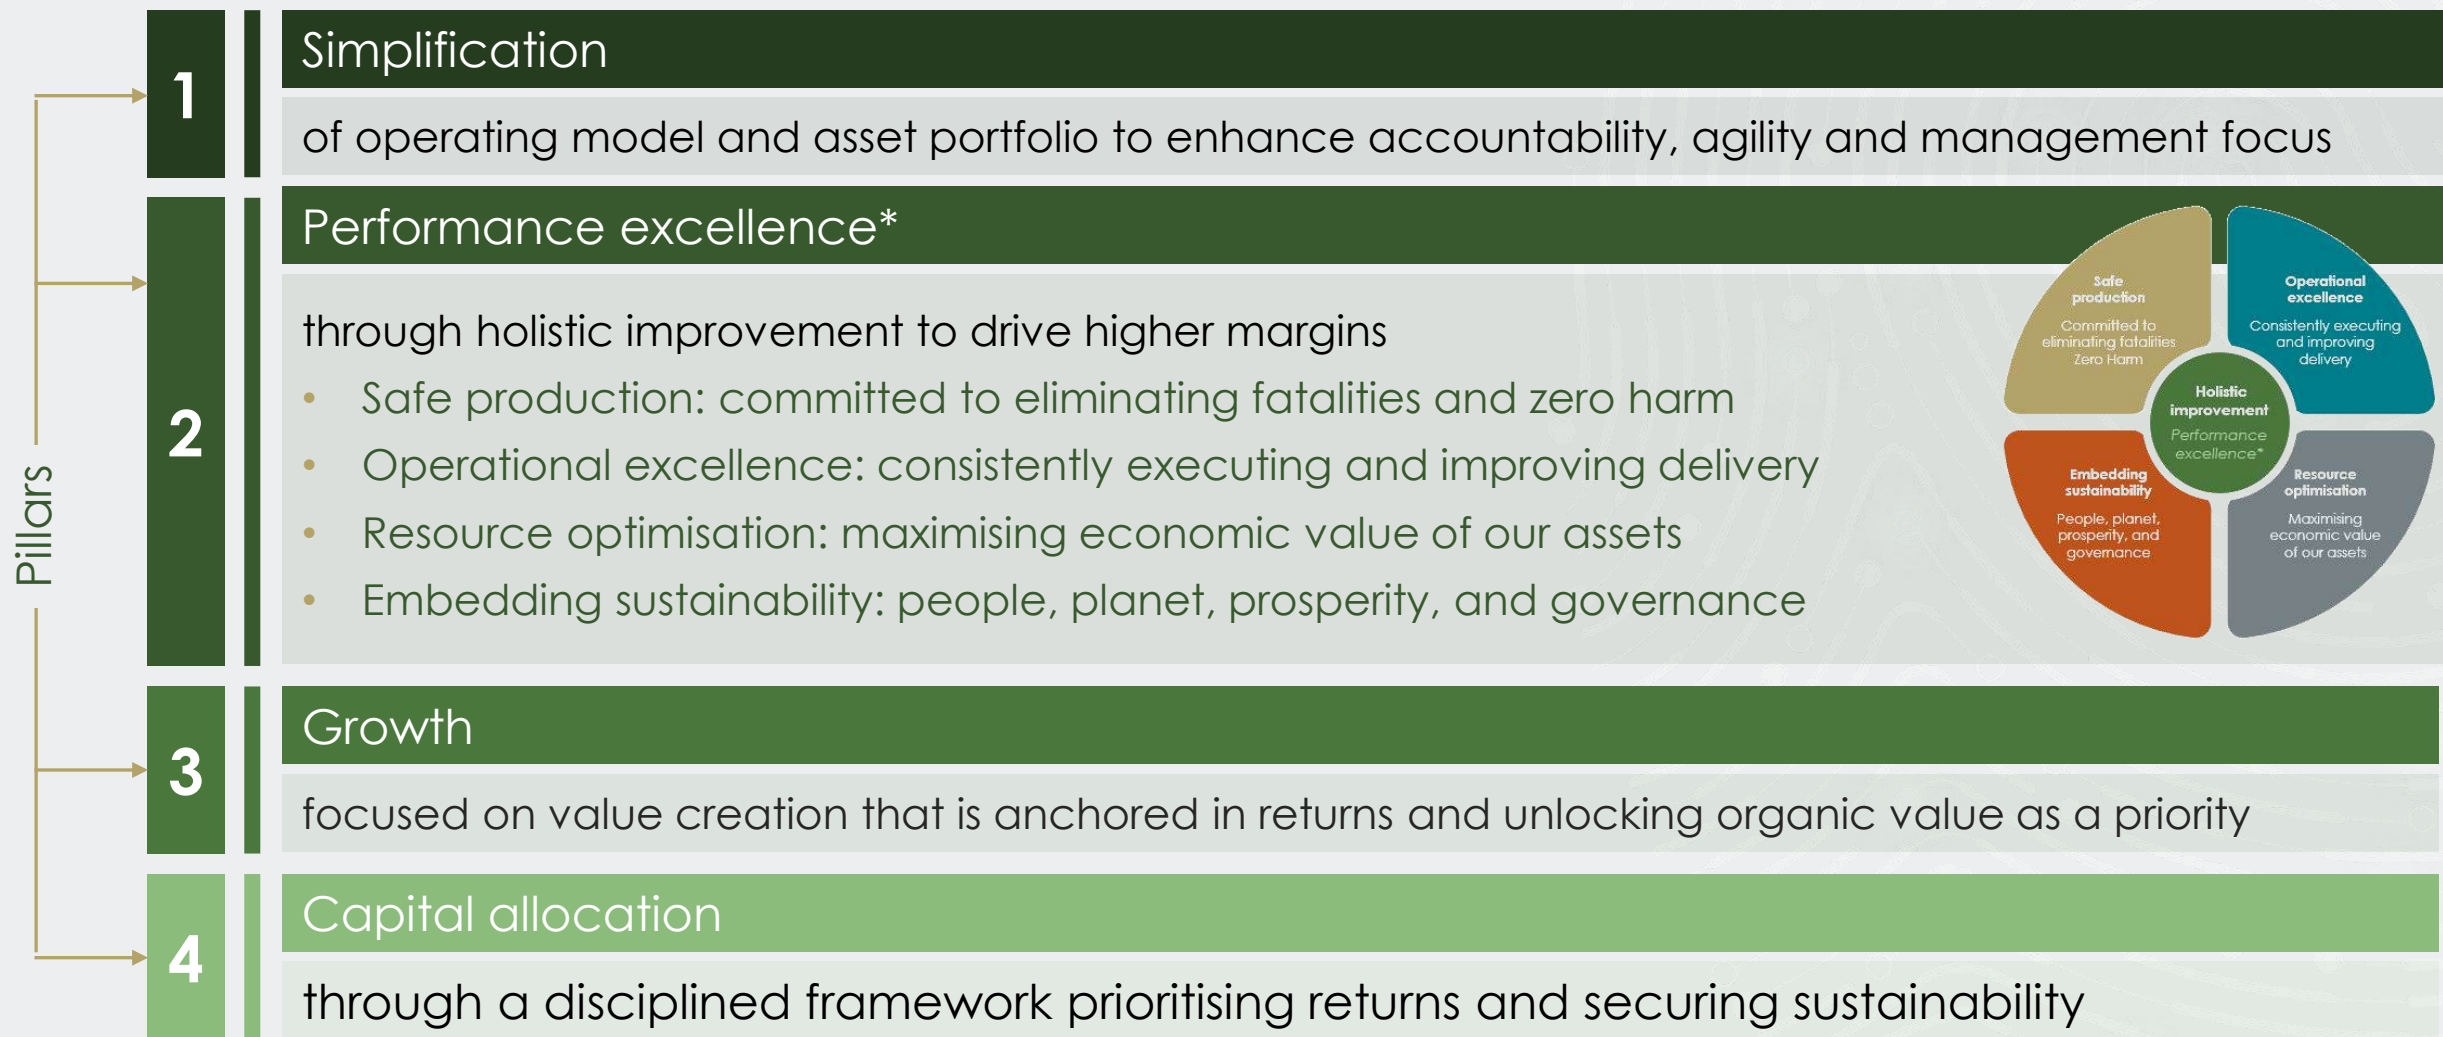 Pillars
1
Simplification
of operating model and asset portfolio to enhance accountability, agility and management focus
2
Performance excellence*
through holistic improvement to drive higher margins
• Safe production: committed to eliminating fatalities and zero harm
• Operational excellence: consistently executing and improving delivery
• Resource optimisation: maximising economic value of our assets
• Embedding sustainability: people, planet, prosperity, and governance
Safe
production
Committed to
eliminating fatalities
Zero Harm
Operational
excellence
Consistently executing
and improving
delivery
Holistic
improvement
Performance
excellence*
Embedding
sustainability
People, planet,
prosperity, and
governance
Resource
optimisation
Maximising
economic value
of our assets
3
Growth
focused on value creation that is anchored in returns and unlocking organic value as a priority
4
Capital allocation
through a disciplined framework prioritising returns and securing sustainability